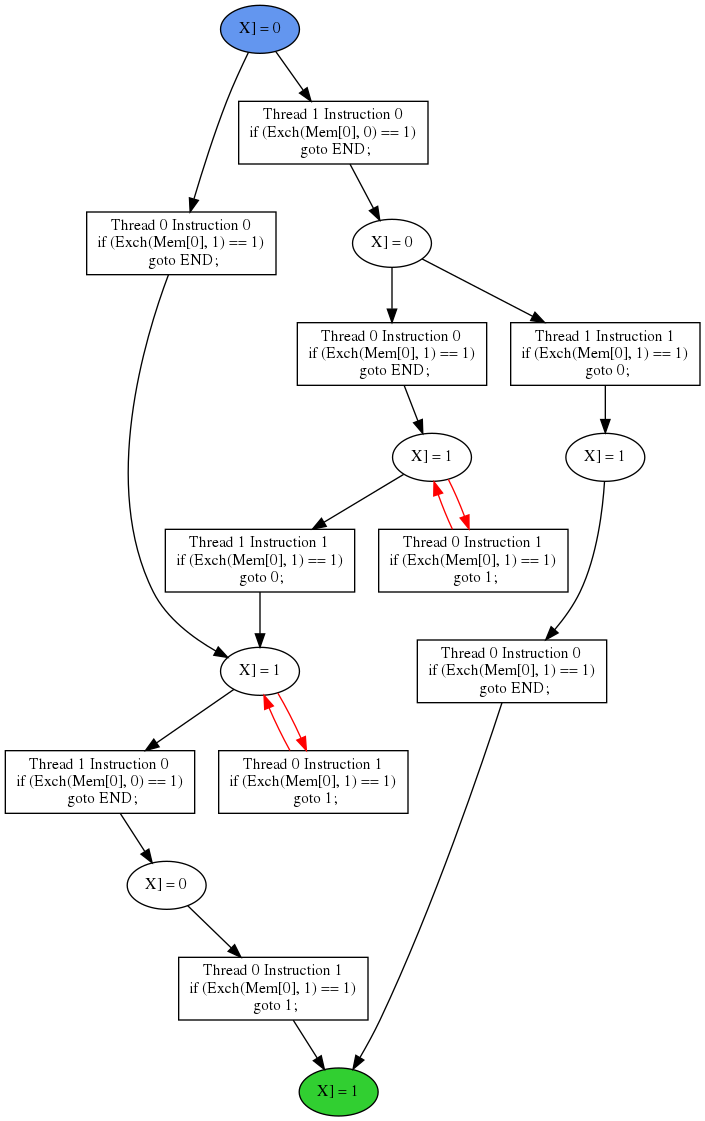 X] = 0
Thread 1 Instruction 0
if (Exch(Mem[0], 0) == 1)
goto END;
Thread 0 Instruction 0
if (Exch(Mem[0], 1) == 1)
goto END;
X] = 0
Thread 0 Instruction 0
if (Exch(Mem[0], 1) == 1)
goto END;
Thread 1 Instruction 1
if (Exch(Mem[0], 1) == 1)
goto 0;
X] = 1
X] = 1
Thread 1 Instruction 1
if (Exch(Mem[0], 1) == 1)
goto 0;
Thread 0 Instruction 1
if (Exch(Mem[0], 1) == 1)
goto 1;
X] = 1
Thread 0 Instruction 0
if (Exch(Mem[0], 1) == 1)
goto END;
Thread 1 Instruction 0
if (Exch(Mem[0], 0) == 1)
goto END;
Thread 0 Instruction 1
if (Exch(Mem[0], 1) == 1)
goto 1;
X] = 0
Thread 0 Instruction 1
if (Exch(Mem[0], 1) == 1)
goto 1;
X] = 1